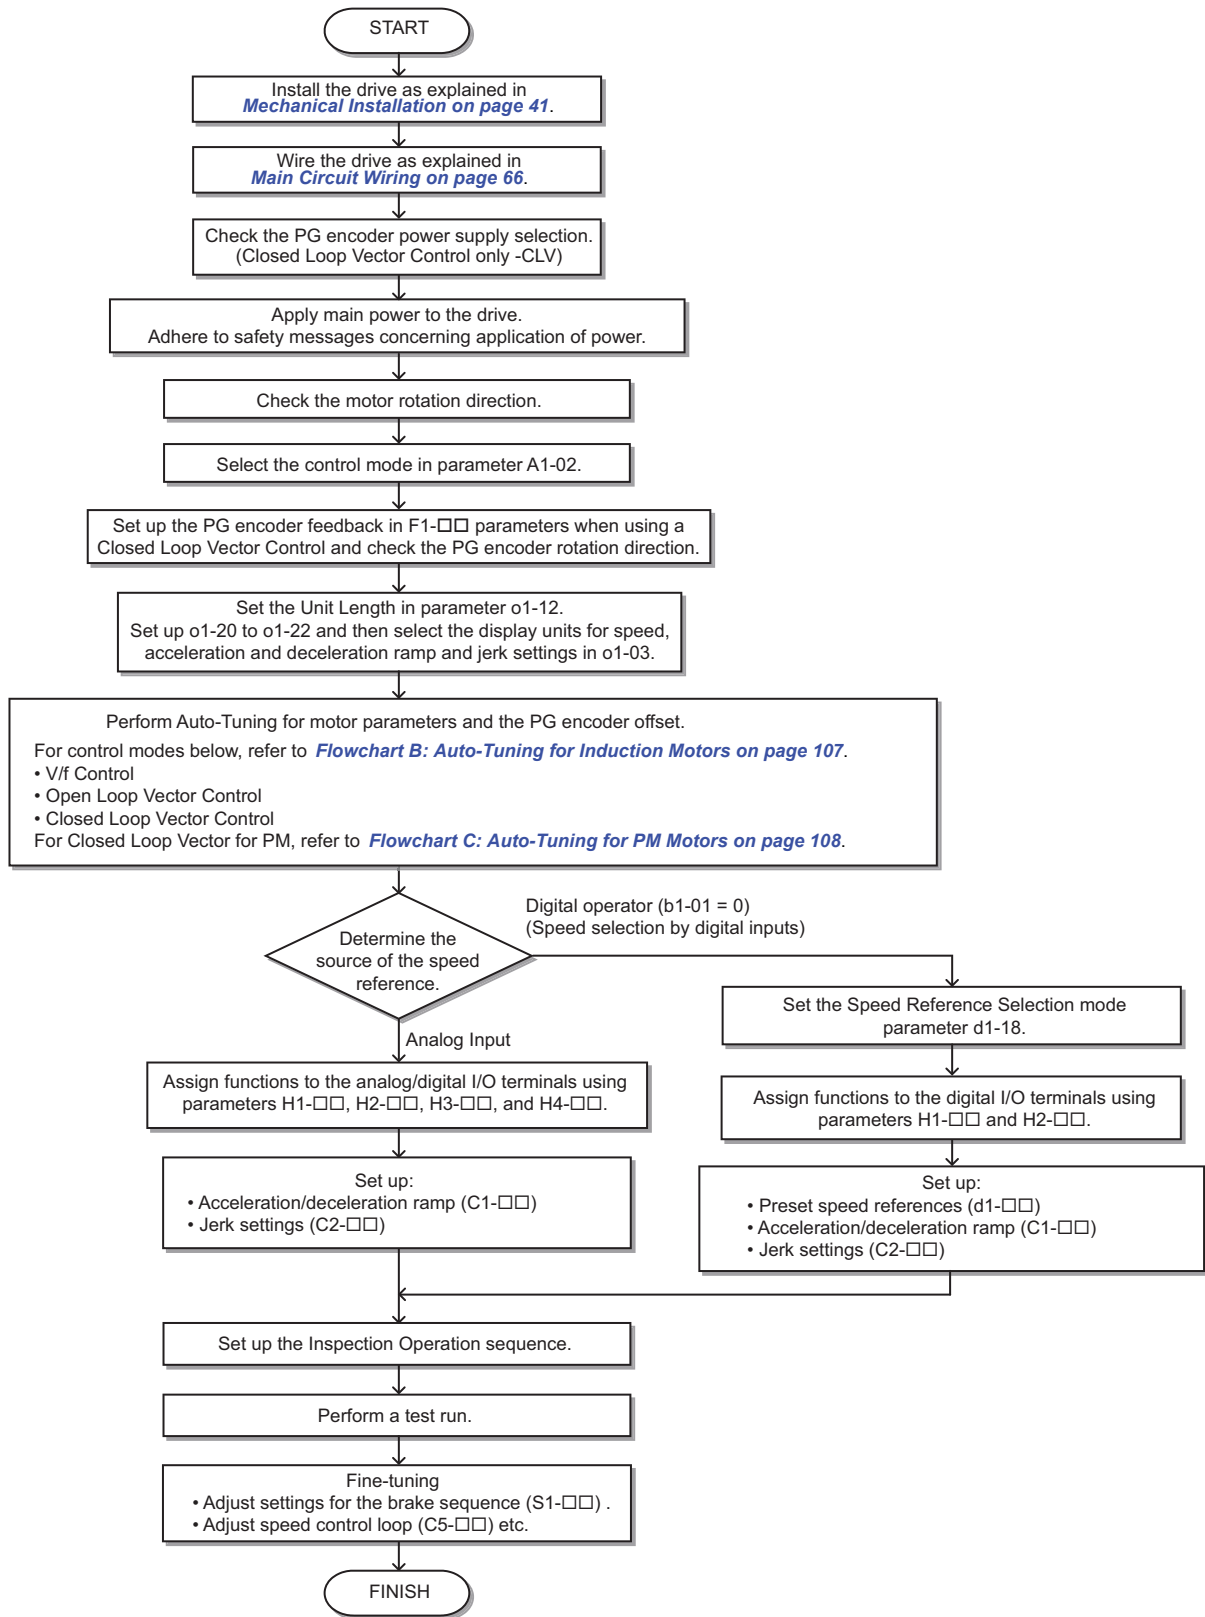 START
Install the drive as explained in
Mechanical Installation on page 41.
Wire the drive as explained in
Main Circuit Wiring on page 66.
Check the PG encoder power supply selection.
(Closed Loop Vector Control only -CLV)
Apply main power to the drive.
Adhere to safety messages concerning application of power.
Check the motor rotation direction.
Select the control mode in parameter A1-02.
Set up the PG encoder feedback in F1-□□ parameters when using a
Closed Loop Vector Control and check the PG encoder rotation direction.
Set the Unit Length in parameter o1-12.
Set up o1-20 to o1-22 and then select the display units for speed,
acceleration and deceleration ramp and jerk settings in o1-03.
Perform Auto-Tuning for motor parameters and the PG encoder offset.
For control modes below, refer to Flowchart B: Auto-Tuning for Induction Motors on page 107.
• V/f Control
• Open Loop Vector Control
• Closed Loop Vector Control
For Closed Loop Vector for PM, refer to Flowchart C: Auto-Tuning for PM Motors on page 108.
Determine the
source of the speed
reference.
Digital operator (b1-01 = 0)
(Speed selection by digital inputs)
Analog Input
Set the Speed Reference Selection mode
parameter d1-18.
Assign functions to the analog/digital I/O terminals using
parameters H1-□□, H2-□□, H3-□□, and H4-□□.
Assign functions to the digital I/O terminals using
parameters H1-□□ and H2-□□.
Set up:
• Acceleration/deceleration ramp (C1-□□)
• Jerk settings (C2-□□)
Set up:
• Preset speed references (d1-□□)
• Acceleration/deceleration ramp (C1-□□)
• Jerk settings (C2-□□)
Set up the Inspection Operation sequence.
Perform a test run.
Fine-tuning
• Adjust settings for the brake sequence (S1-□□) .
• Adjust speed control loop (C5-□□) etc.
FINISH